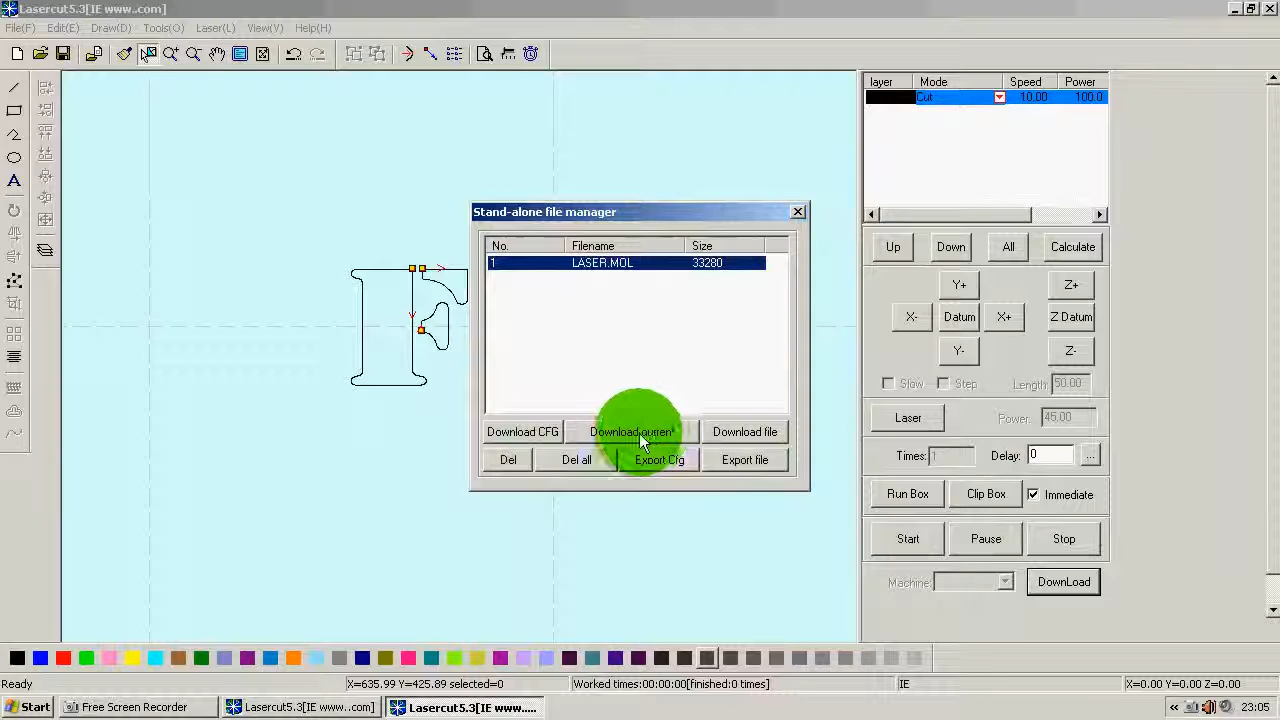 Lasercut5.3[IE www..com]
File(F) Edit(E) Draw(D) Tools(O) Laser(L) View(V) Help(H)
layer Mode Speed Power
Cut 10.00 100.0
Stand-alone file manager
No. Filename Size
1 LASER.MOL 33280
Download CFG Download curren Download file
Del Del all Export Cfg Export file
Up Down All Calculate
Y+ Z+
X- Datum X+ Z Datum
Y- Z-
Slow Step Length: 50.00
Laser Power: 45.00
Times: 1 Delay: 0 ...
Run Box Clip Box Immediate
Start Pause Stop
Machine: DownLoad
Ready X=635.99 Y=425.89 selected=0 Worked times:00:00:00[finished:0 times] IE X=0.00 Y=0.00 Z=0.00
Start Free Screen Recorder Lasercut5.3[IE www..com] Lasercut5.3[IE www..... 23:05